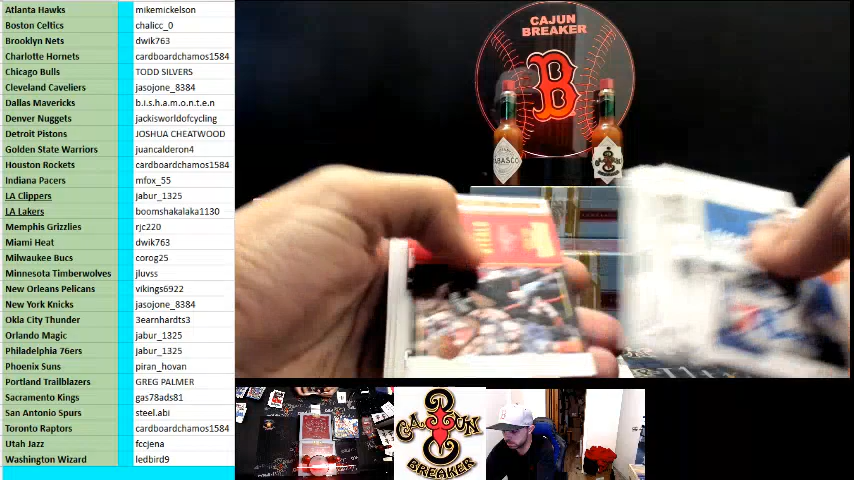 Atlanta Hawks mikemickelson
Boston Celtics chalicc_0
Brooklyn Nets dwik763
Charlotte Hornets cardboardchamos1584
Chicago Bulls TODD SILVERS
Cleveland Cavaliers jasojone_8384
Dallas Mavericks b.i.s.h.a.m.o.n.t.e.n
Denver Nuggets jackisworldofcycling
Detroit Pistons JOSHUA CHEATWOOD
Golden State Warriors juancalderon4
Houston Rockets cardboardchamos1584
Indiana Pacers mfox_55
LA Clippers jabur_1325
LA Lakers boomshakalaka1130
Memphis Grizzlies rjc220
Miami Heat dwik763
Milwaukee Bucs corog25
Minnesota Timberwolves jluvss
New Orleans Pelicans vikings6922
New York Knicks jasojone_8384
Okla City Thunder 3earnhardts3
Orlando Magic jabur_1325
Philadelphia 76ers jabur_1325
Phoenix Suns piran_hovan
Portland Trailblazers GREG PALMER
Sacramento Kings gas78ads81
San Antonio Spurs steel.abi
Toronto Raptors cardboardchamos1584
Utah Jazz fccjena
Washington Wizard ledbird9
CAJUN
BREAKER
B
TABASCO
CAJUN
BREAKER